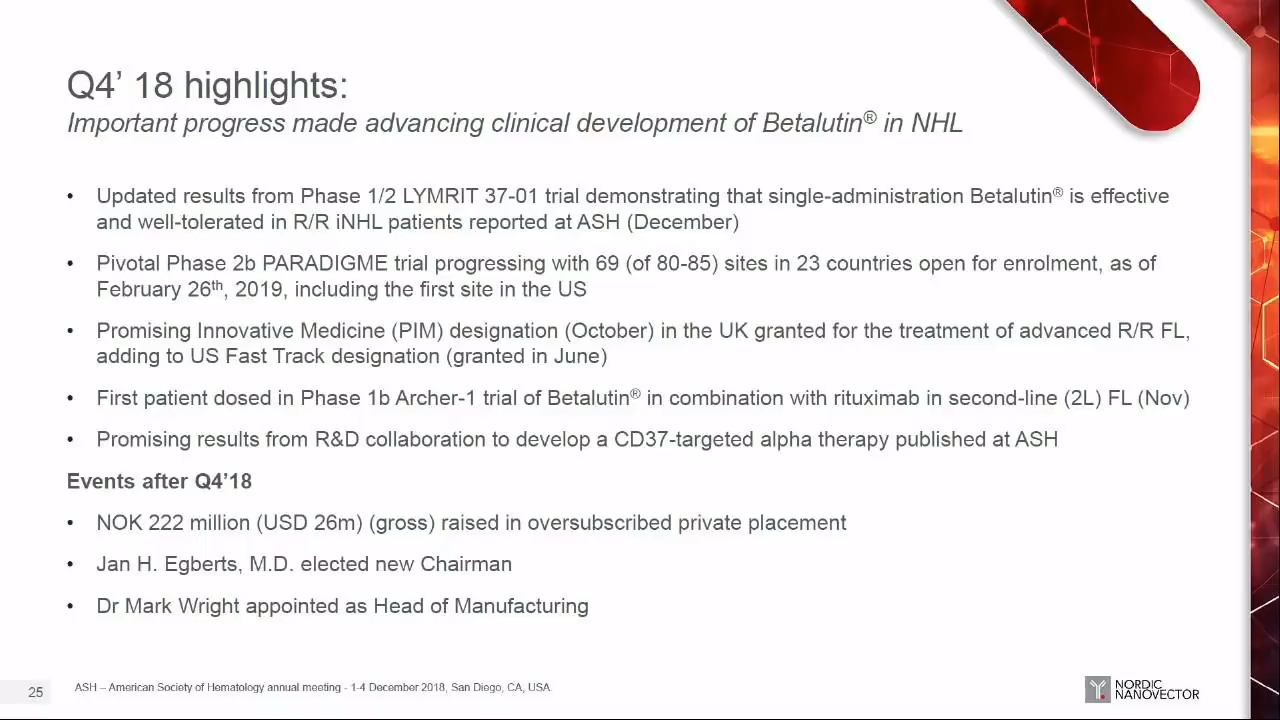 Q4’ 18 highlights:
Important progress made advancing clinical development of Betalutin® in NHL
• Updated results from Phase 1/2 LYMRIT 37-01 trial demonstrating that single-administration Betalutin® is effective
and well-tolerated in R/R iNHL patients reported at ASH (December)
• Pivotal Phase 2b PARADIGME trial progressing with 69 (of 80-85) sites in 23 countries open for enrolment, as of
February 26th, 2019, including the first site in the US
• Promising Innovative Medicine (PIM) designation (October) in the UK granted for the treatment of advanced R/R FL,
adding to US Fast Track designation (granted in June)
• First patient dosed in Phase 1b Archer-1 trial of Betalutin® in combination with rituximab in second-line (2L) FL (Nov)
• Promising results from R&D collaboration to develop a CD37-targeted alpha therapy published at ASH
Events after Q4’18
• NOK 222 million (USD 26m) (gross) raised in oversubscribed private placement
• Jan H. Egberts, M.D. elected new Chairman
• Dr Mark Wright appointed as Head of Manufacturing
25
ASH – American Society of Hematology annual meeting - 1-4 December 2018, San Diego, CA, USA.
NORDIC
NANOVECTOR